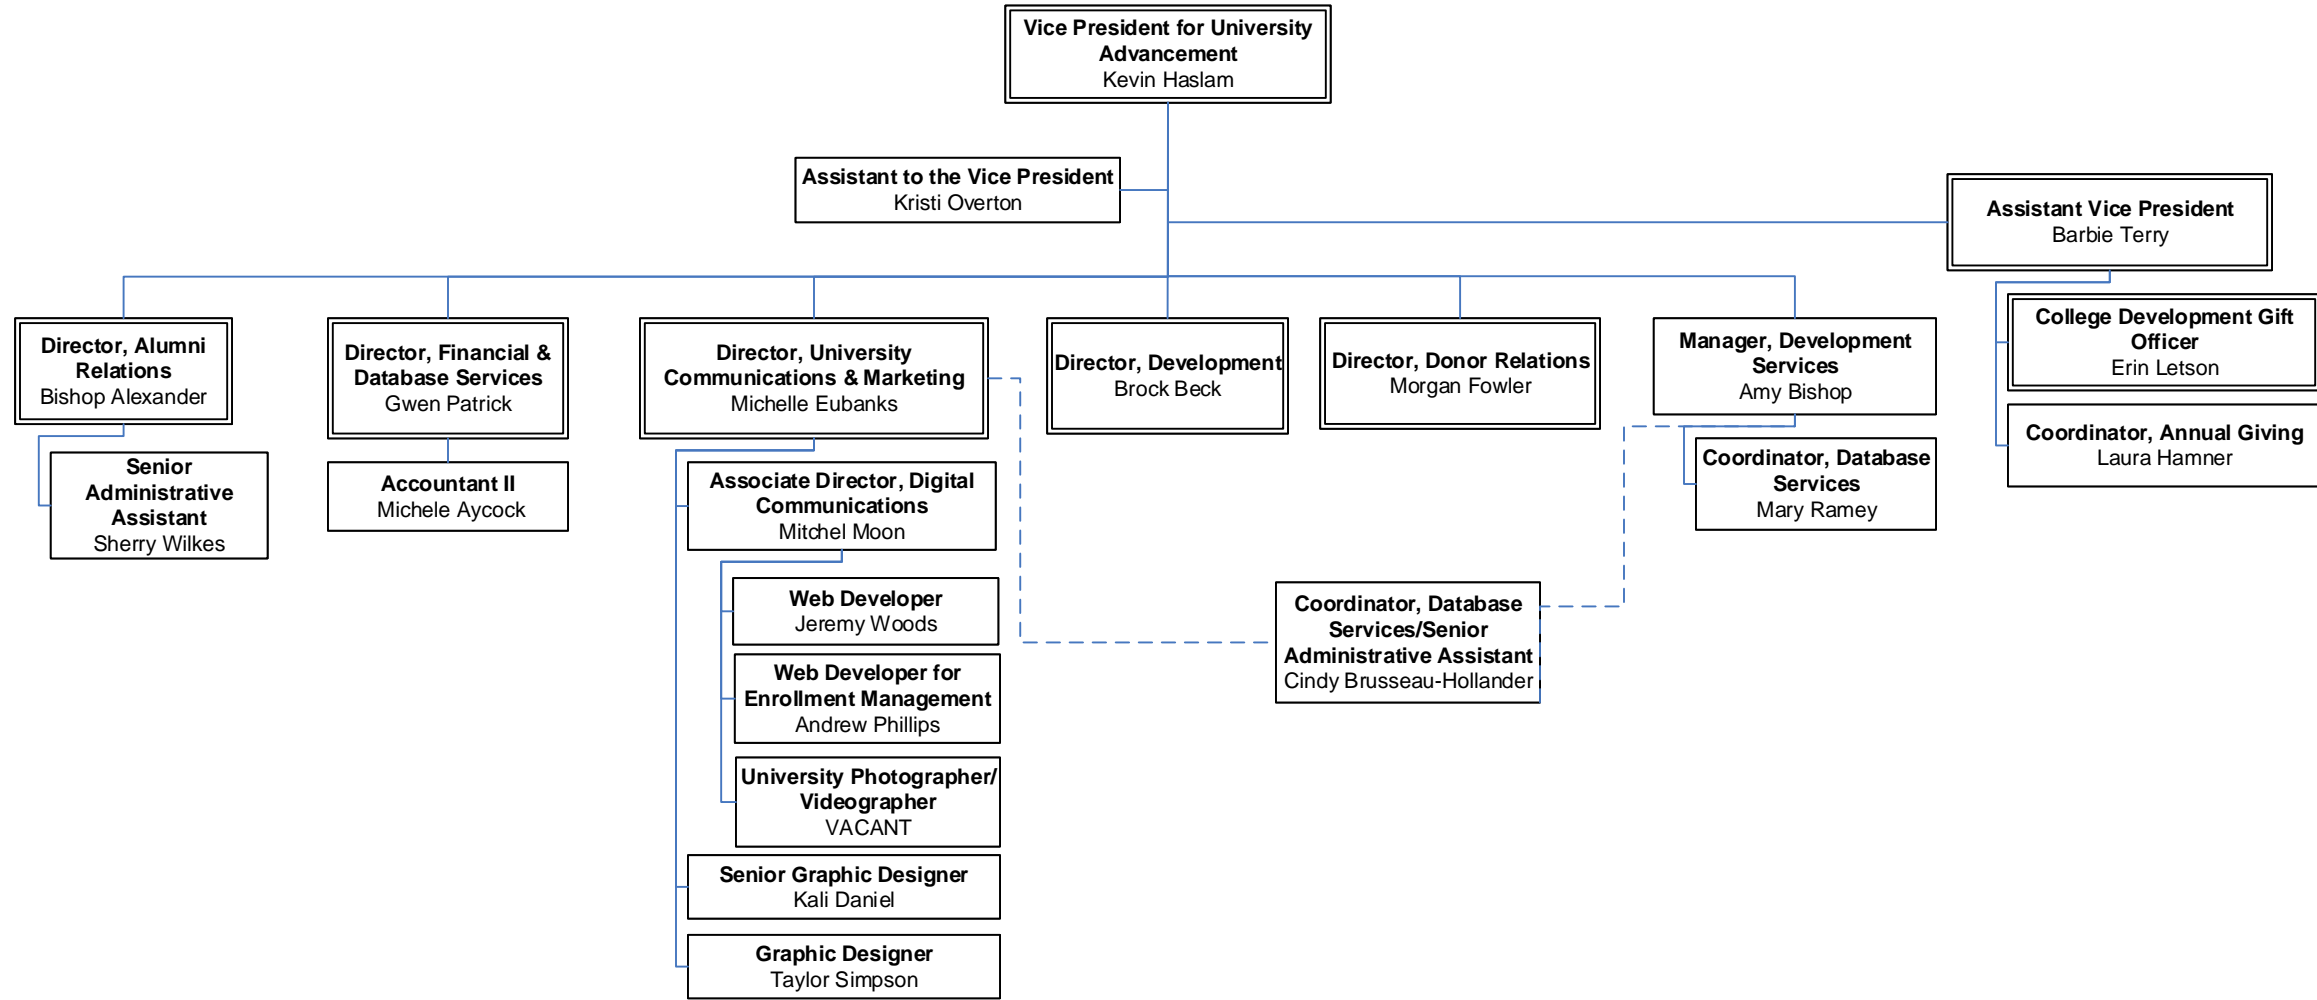 Vice President for University
Advancement
Kevin Haslam
Assistant to the Vice President
Kristi Overton
Assistant Vice President
Barbie Terry
Director, Alumni
Relations
Bishop Alexander
Director, Financial &
Database Services
Gwen Patrick
Director, University
Communications & Marketing
Michelle Eubanks
Director, Development
Brock Beck
Director, Donor Relations
Morgan Fowler
Manager, Development
Services
Amy Bishop
College Development Gift
Officer
Erin Letson
Coordinator, Annual Giving
Laura Hamner
Senior
Administrative
Assistant
Sherry Wilkes
Accountant II
Michele Aycock
Associate Director, Digital
Communications
Mitchel Moon
Coordinator, Database
Services
Mary Ramey
Web Developer
Jeremy Woods
Web Developer for
Enrollment Management
Andrew Phillips
University Photographer/
Videographer
VACANT
Coordinator, Database
Services/Senior
Administrative Assistant
Cindy Brusseau-Hollander
Senior Graphic Designer
Kali Daniel
Graphic Designer
Taylor Simpson